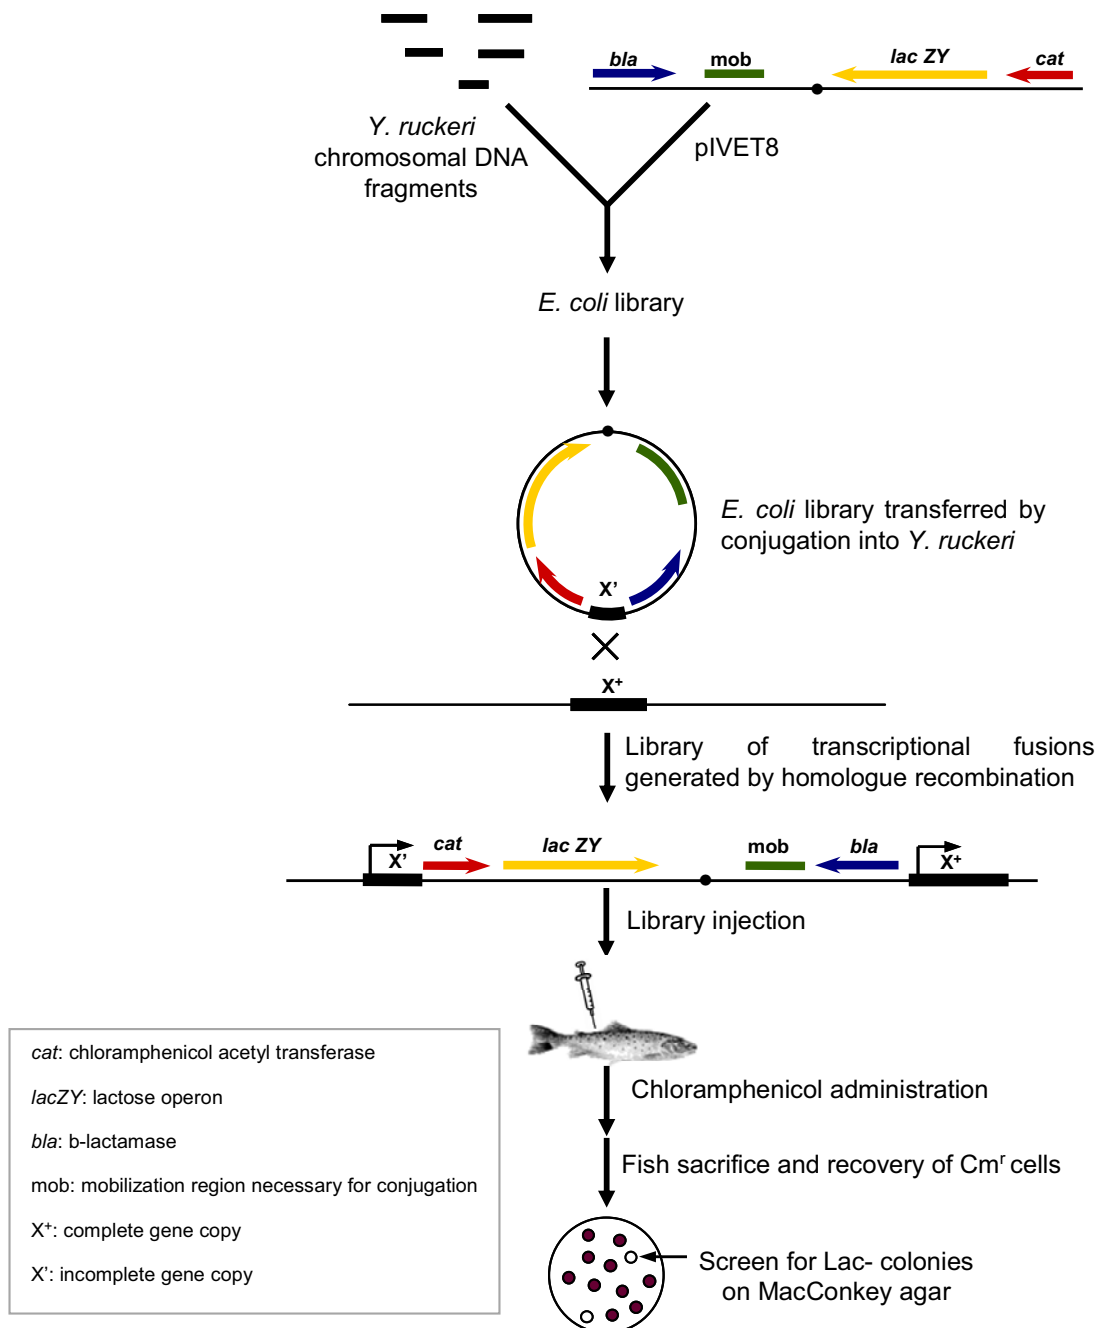 bla
mob
lac ZY
cat
Y. ruckeri
chromosomal DNA
fragments
pIVET8
E. coli library
E. coli library transferred by
conjugation into Y. ruckeri
X’
X⁺
Library of transcriptional fusions
generated by homologue recombination
X’
cat
lac ZY
mob
bla
X⁺
Library injection
cat: chloramphenicol acetyl transferase
lacZY: lactose operon
bla: b-lactamase
mob: mobilization region necessary for conjugation
X⁺: complete gene copy
X’: incomplete gene copy
Chloramphenicol administration
Fish sacrifice and recovery of Cmʳ cells
Screen for Lac- colonies
on MacConkey agar